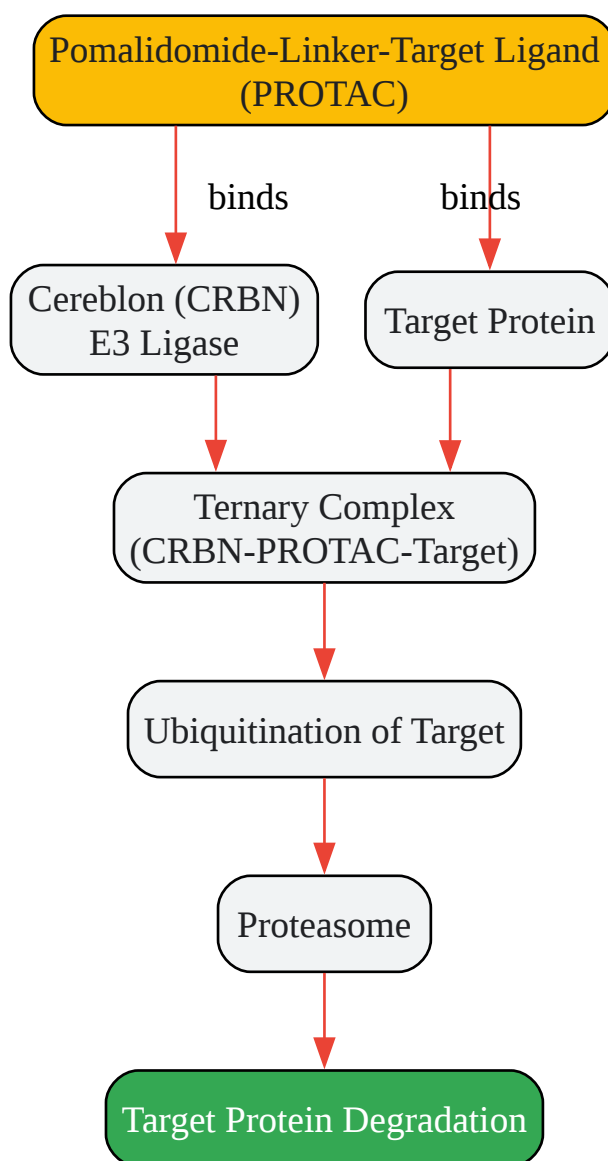 Pomalidomide-Linker-Target Ligand
(PROTAC)
binds
binds
Cereblon (CRBN)
E3 Ligase
Target Protein
Ternary Complex
(CRBN-PROTAC-Target)
Ubiquitination of Target
Proteasome
Target Protein Degradation